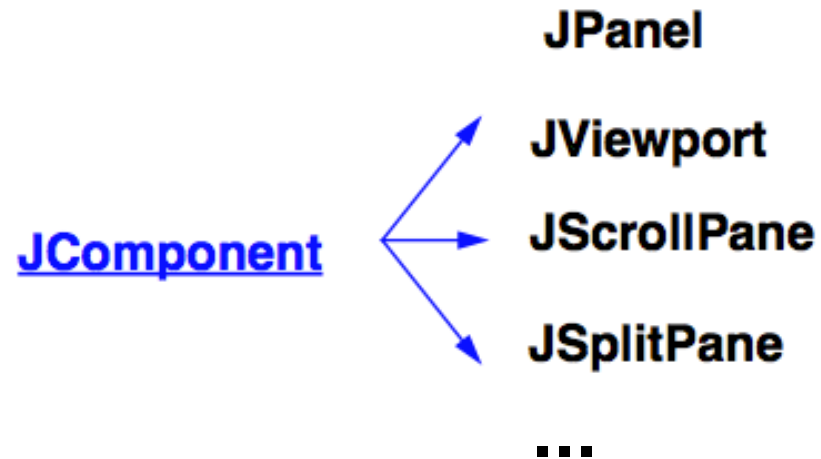 JPanel
JViewport
JComponent
JScrollPane
JSplitPane
...